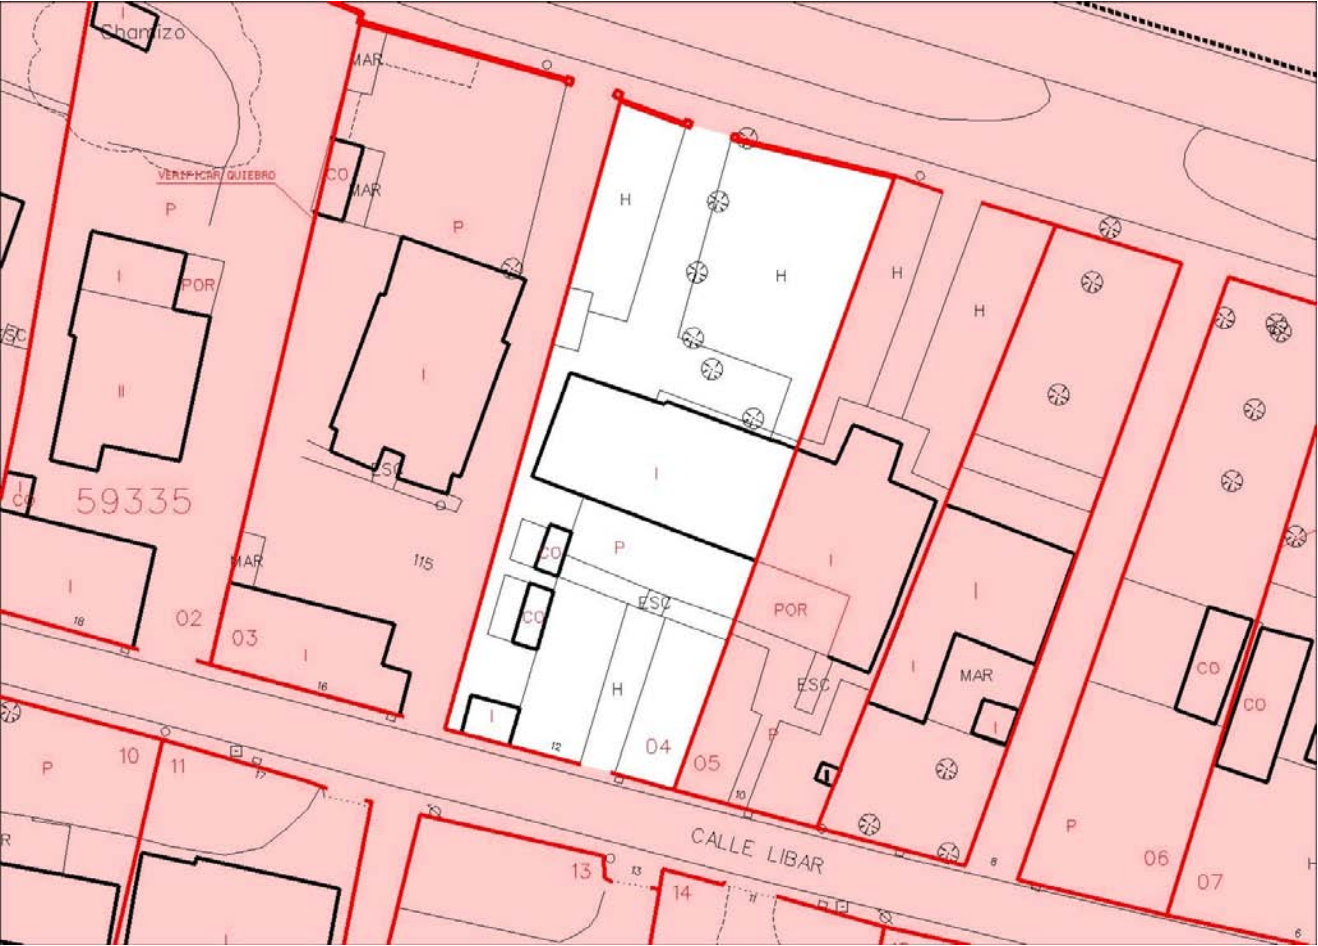 I
Chamizo
MAR
VERIFICAR QUIEBRO
CO
MAR
P
P
H
H
H
H
I
POR
SC
II
I
ESC
I
CO
59335
I
I
MAR
115
CO
P
I
I
POR
ESC
CO
I
18
02
03
I
16
I
H
12
04
05
ESC
P
I
MAR
I
I
10
CO
CO
P
10
11
17
CALLE LIBAR
P
06
07
8
H
R
13
13
14
11
I
6